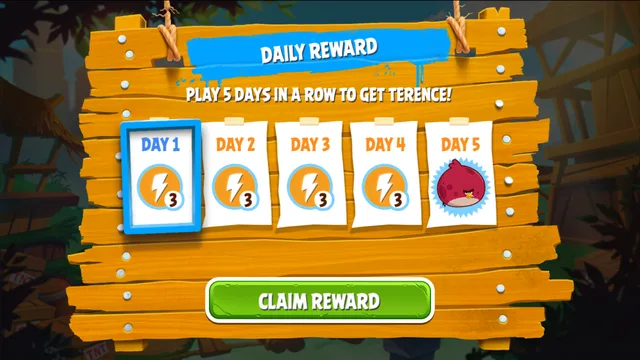 DAILY REWARD
PLAY 5 DAYS IN A ROW TO GET TERENCE!
DAY 1
DAY 2
DAY 3
DAY 4
DAY 5
3
3
3
3
CLAIM REWARD
TNT